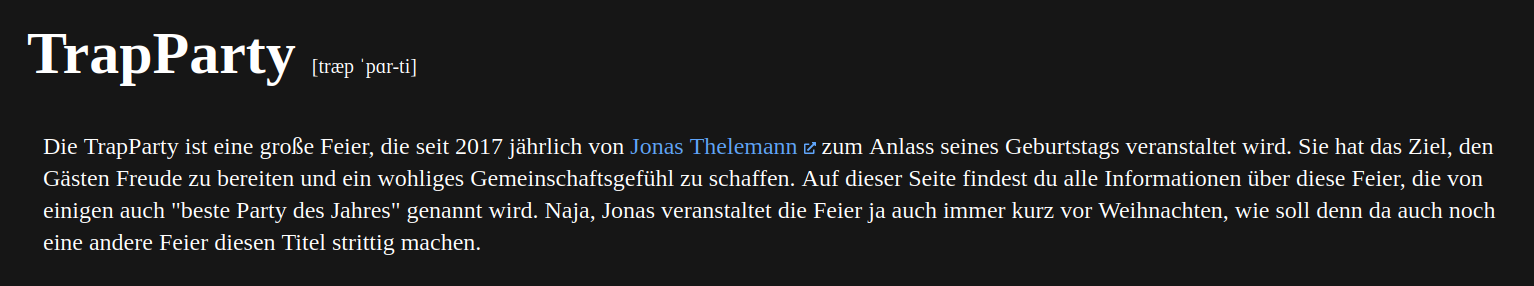 TrapParty [træp ˈpɑr-ti]
Die TrapParty ist eine große Feier, die seit 2017 jährlich von Jonas Thelemann zum Anlass seines Geburtstags veranstaltet wird. Sie hat das Ziel, den
Gästen Freude zu bereiten und ein wohliges Gemeinschaftsgefühl zu schaffen. Auf dieser Seite findest du alle Informationen über diese Feier, die von
einigen auch "beste Party des Jahres" genannt wird. Naja, Jonas veranstaltet die Feier ja auch immer kurz vor Weihnachten, wie soll denn da auch noch
eine andere Feier diesen Titel strittig machen.